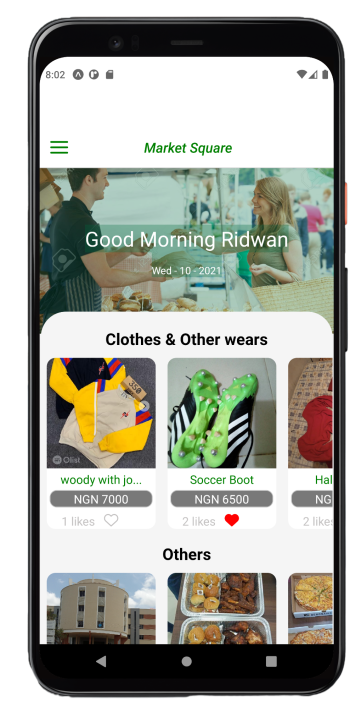 8:02
Market Square
Good Morning Ridwan
Wed - 10 - 2021
Clothes & Other wears
Olist
woody with jo...
Soccer Boot
Hal
NGN 7000
NGN 6500
NG
1 likes
2 likes
2 likes
Others